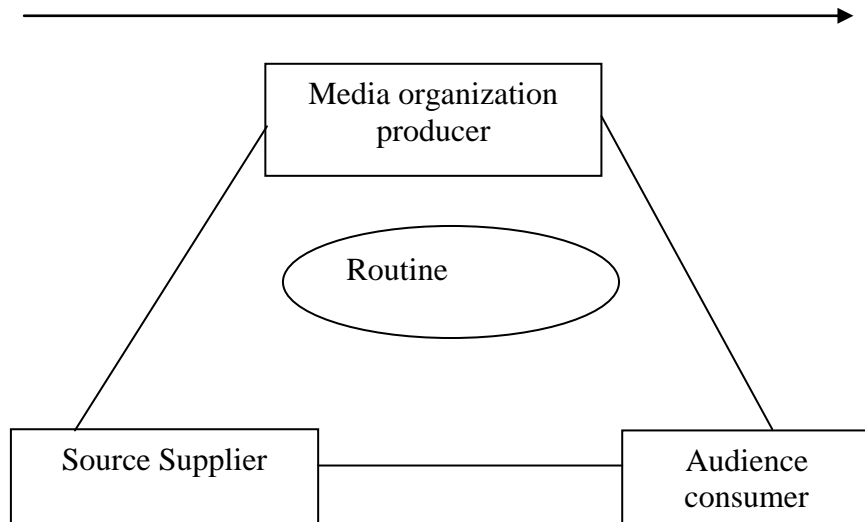 Media organization
producer
Routine
Source Supplier
Audience
consumer